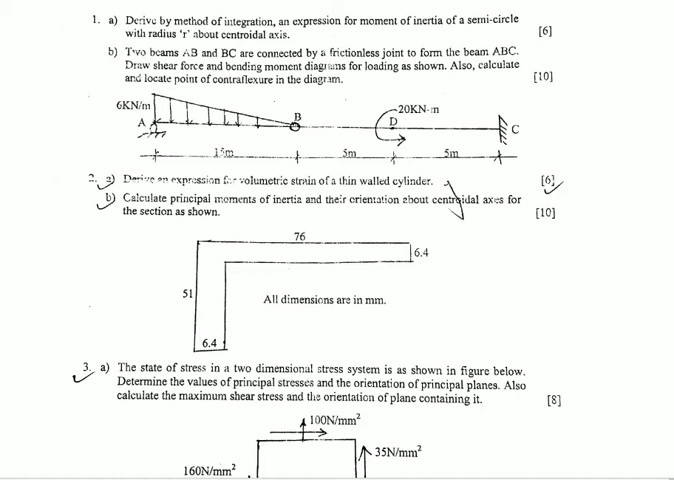 1. a) Derive by method of integration, an expression for moment of inertia of a semi-circle
with radius 'r' about centroidal axis. [6]
b) Two beams AB and BC are connected by a frictionless joint to form the beam ABC.
Draw shear force and bending moment diagrams for loading as shown. Also, calculate
and locate point of contraflexure in the diagram. [10]
6KN/m
A
B
20KN-m
D
C
15m 5m 5m
2. a) Derive an expression for volumetric strain of a thin walled cylinder. [6]
b) Calculate principal moments of inertia and their orientation about centroidal axes for
the section as shown. [10]
76
6.4
51
All dimensions are in mm.
6.4
3. a) The state of stress in a two dimensional stress system is as shown in figure below.
Determine the values of principal stresses and the orientation of principal planes. Also
calculate the maximum shear stress and the orientation of plane containing it. [8]
100N/mm²
35N/mm²
160N/mm²